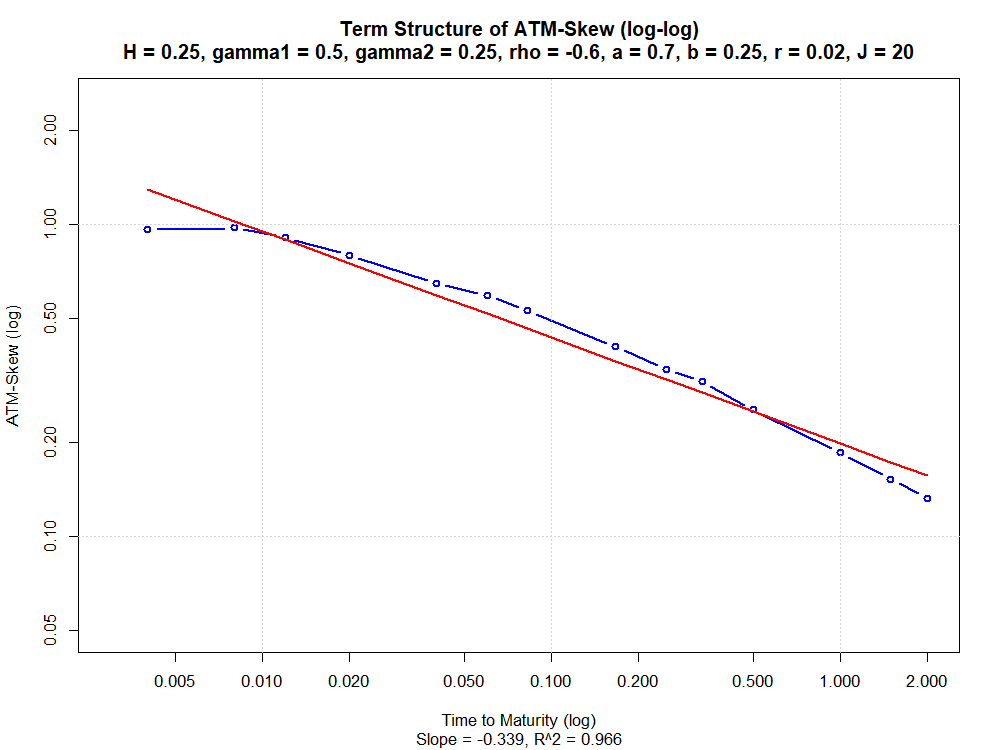 Term Structure of ATM-Skew (log-log)
H = 0.25, gamma1 = 0.5, gamma2 = 0.25, rho = -0.6, a = 0.7, b = 0.25, r = 0.02, J = 20
ATM-Skew (log)
2.00
1.00
0.50
0.20
0.10
0.05
0.005 0.010 0.020 0.050 0.100 0.200 0.500 1.000 2.000
Time to Maturity (log)
Slope = -0.339, R^2 = 0.966